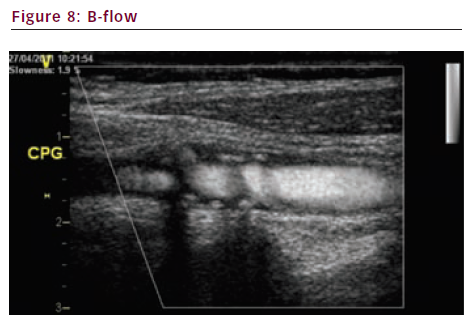 Figure 8: B-flow
27/04/2011 10:21:54
Slowness: 1.9 %
V
1
CPG
2
3